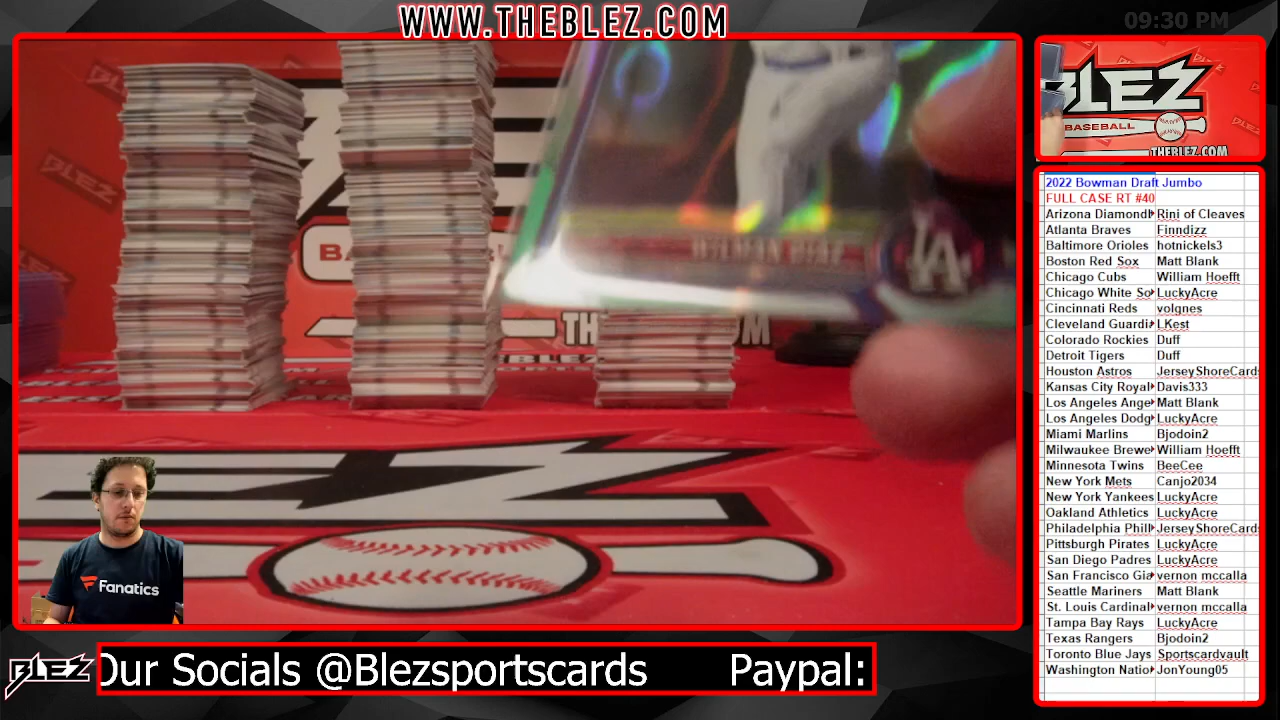 WWW.THEBLEZ.COM
09:30 PM
BLEZ
BASEBALL
THEBLEZ.COM
WILMAN DIAZ
LA
Fanatics
2022 Bowman Draft Jumbo
FULL CASE RT #40
Arizona Diamond Rini of Cleaves
Atlanta Braves Finndizz
Baltimore Orioles hotnickels3
Boston Red Sox Matt Blank
Chicago Cubs William Hoefft
Chicago White So LuckyAcre
Cincinnati Reds volgnes
Cleveland Guardi LKest
Colorado Rockies Duff
Detroit Tigers Duff
Houston Astros JerseyShoreCards
Kansas City Royal Davis333
Los Angeles Ange Matt Blank
Los Angeles Dodg LuckyAcre
Miami Marlins Bjodoin2
Milwaukee Brewe William Hoefft
Minnesota Twins BeeCee
New York Mets Canjo2034
New York Yankees LuckyAcre
Oakland Athletics LuckyAcre
Philadelphia Phill JerseyShoreCards
Pittsburgh Pirates LuckyAcre
San Diego Padres LuckyAcre
San Francisco Gia vernon mccalla
Seattle Mariners Matt Blank
St. Louis Cardinal vernon mccalla
Tampa Bay Rays LuckyAcre
Texas Rangers Bjodoin2
Toronto Blue Jays Sportscardvault
Washington Natio JonYoung05
BLEZ
Our Socials @Blezsportscards Paypal: